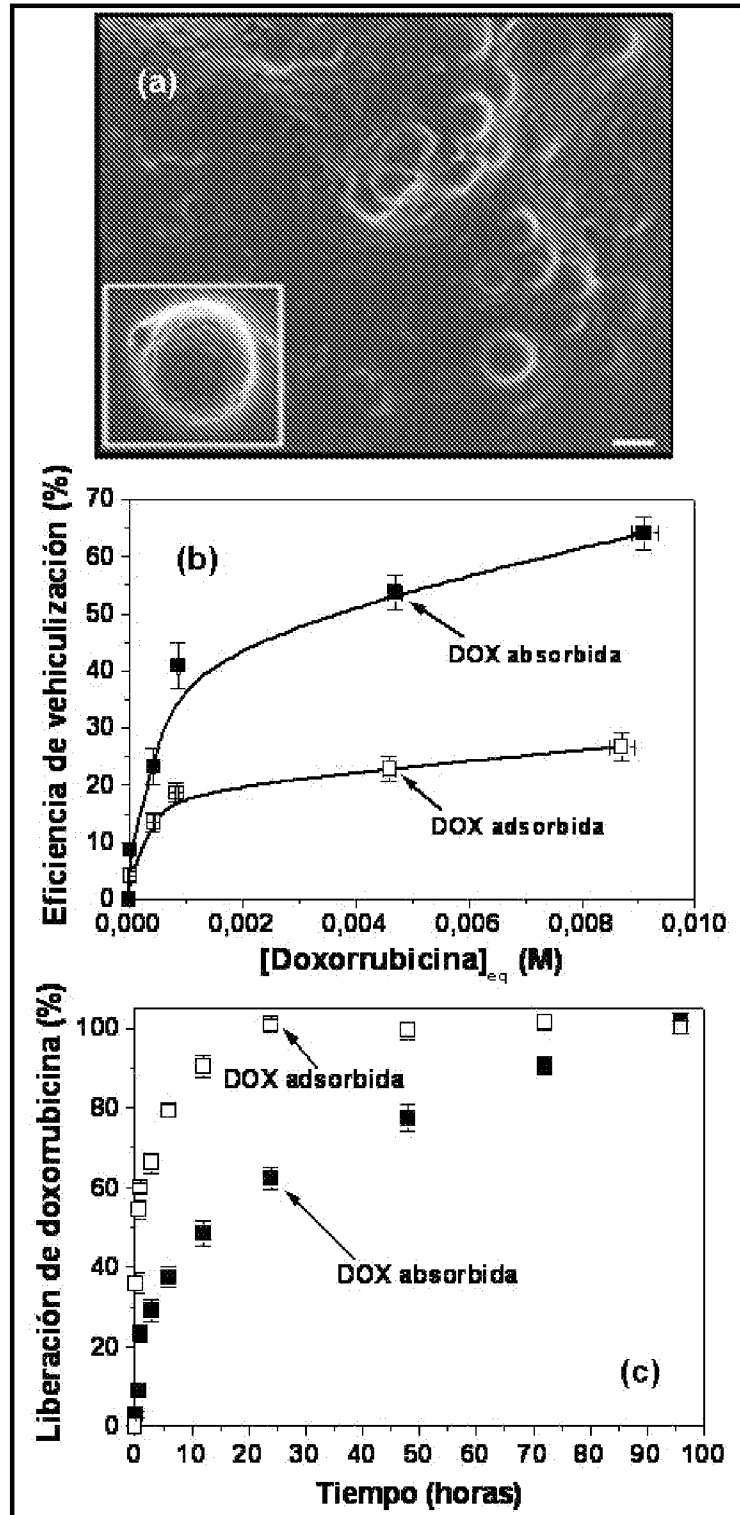 (a)
Eficiencia de vehiculización (%)
70
60
50
40
30
20
10
0
(b)
DOX absorbida
DOX adsorbida
0,000
0,002
0,004
0,006
0,008
0,010
[Doxorrubicina]eq (M)
Liberación de doxorrubicina (%)
100
80
60
40
20
0
DOX adsorbida
DOX absorbida
(c)
0
10
20
30
40
50
60
70
80
90
100
Tiempo (horas)